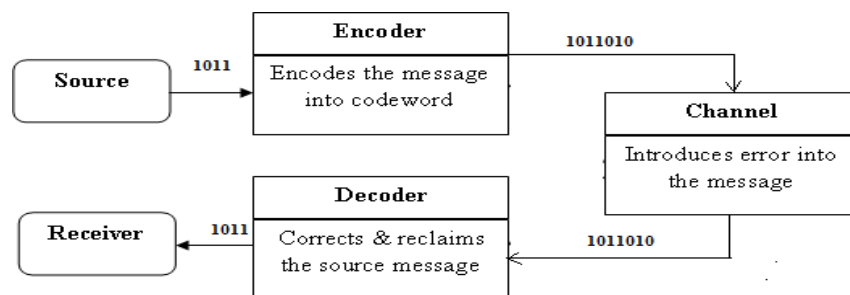 Source
1011
Encoder
Encodes the message
into codeword
1011010
Channel
Introduces error into
the message
1011010
Decoder
Corrects & reclaims
the source message
1011
Receiver